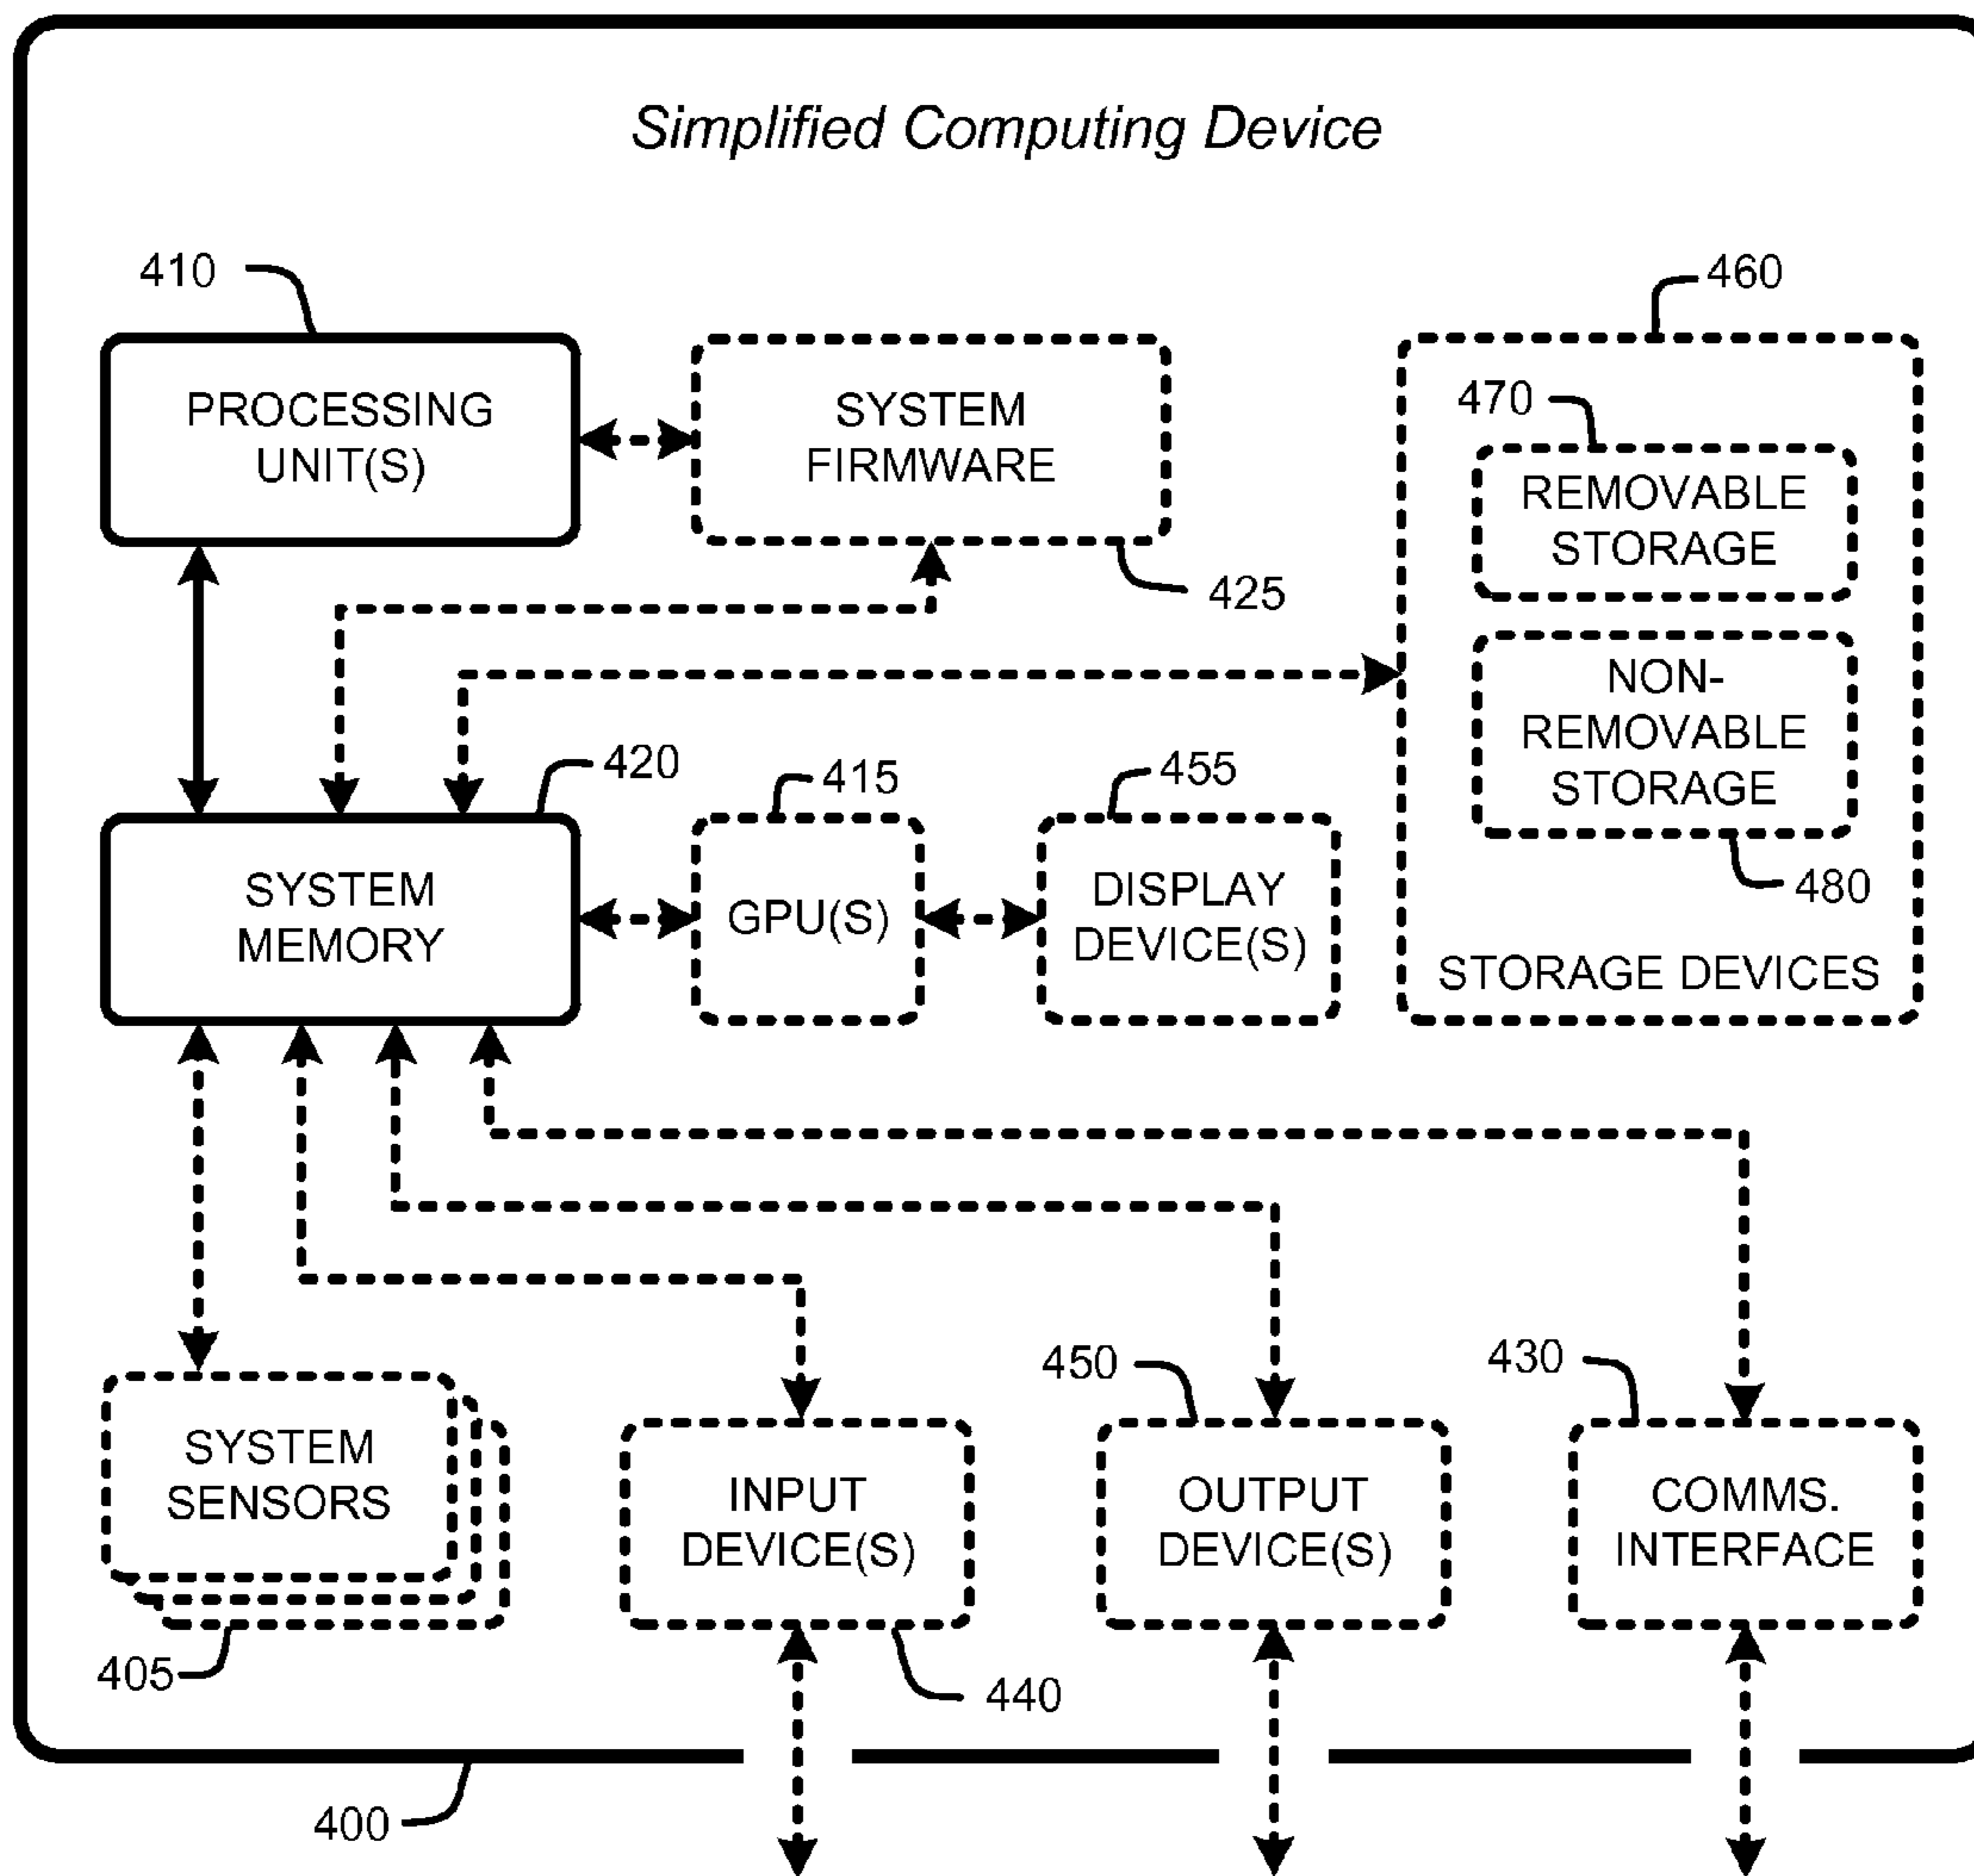 Simplified Computing Device
410
PROCESSING
UNIT(S)
SYSTEM
FIRMWARE
425
460
470
REMOVABLE
STORAGE
NON-
REMOVABLE
STORAGE
480
STORAGE DEVICES
420
SYSTEM
MEMORY
415
GPU(S)
455
DISPLAY
DEVICE(S)
SYSTEM
SENSORS
405
INPUT
DEVICE(S)
440
450
OUTPUT
DEVICE(S)
430
COMMS.
INTERFACE
400